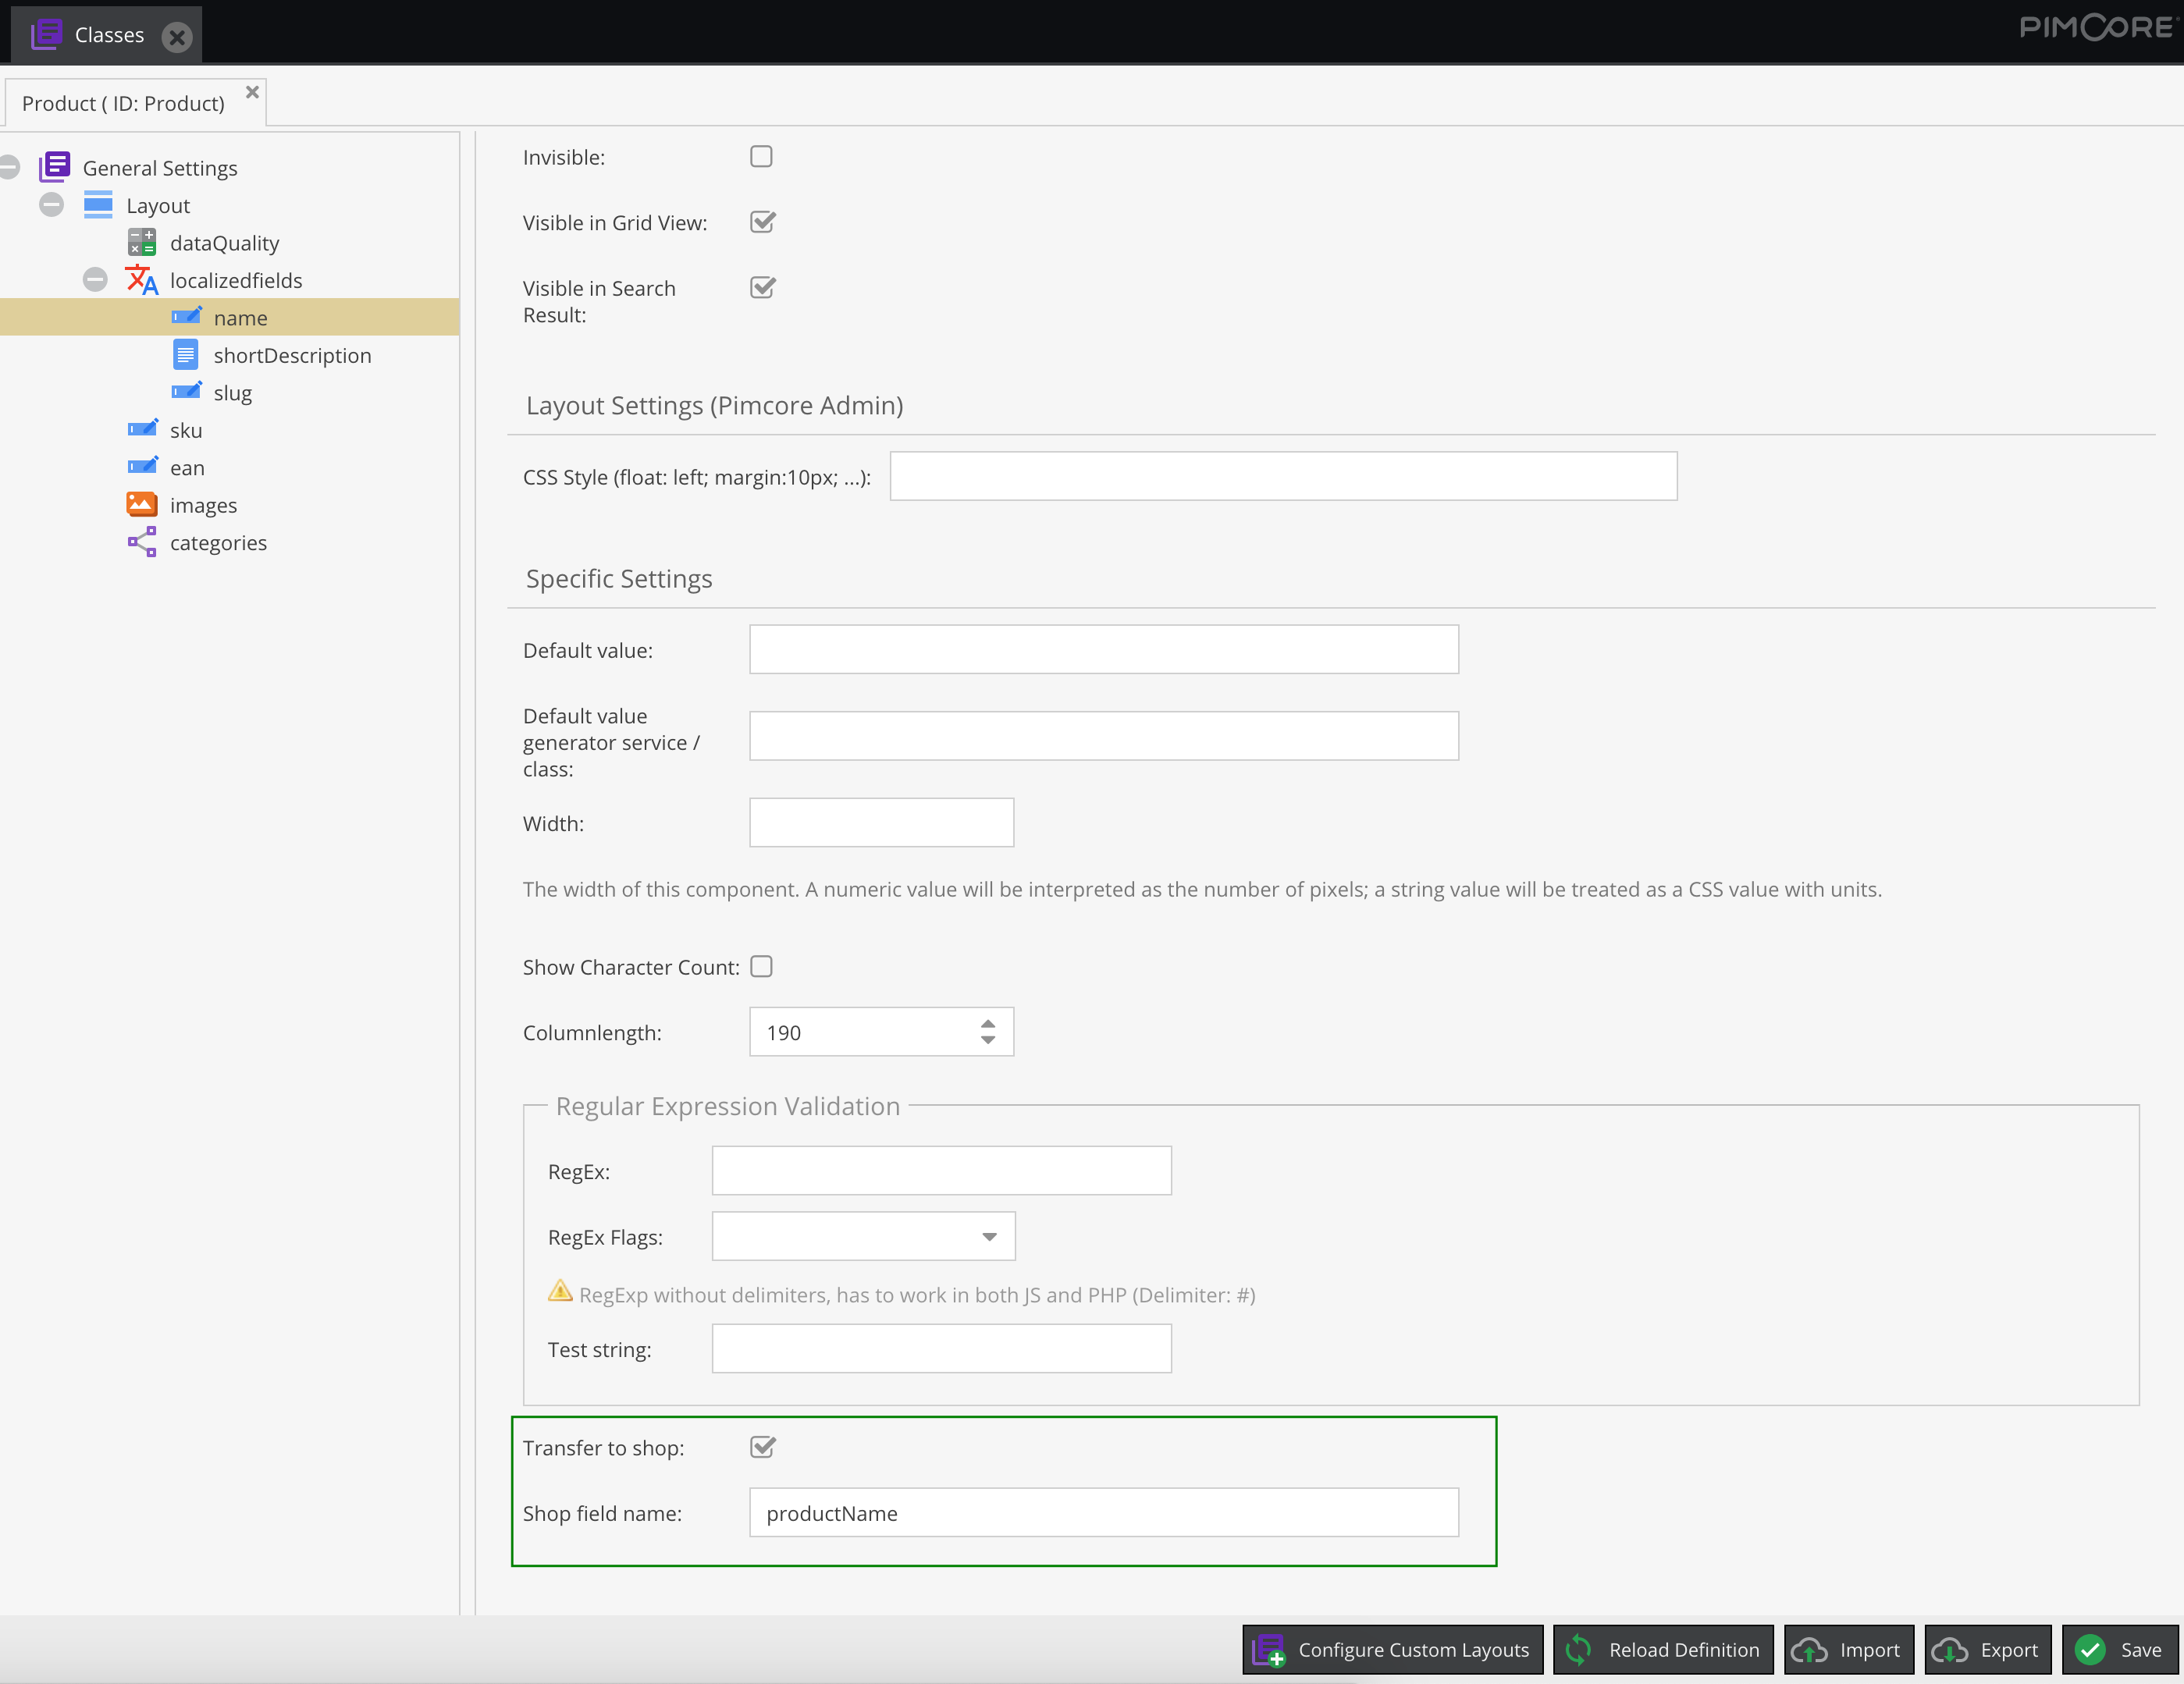 Classes
PIMCORE
Product ( ID: Product)
General Settings
Layout
dataQuality
localizedfields
name
shortDescription
slug
sku
ean
images
categories
Invisible:
Visible in Grid View:
Visible in Search
Result:
Layout Settings (Pimcore Admin)
CSS Style (float: left; margin:10px; ...):
Specific Settings
Default value:
Default value
generator service /
class:
Width:
The width of this component. A numeric value will be interpreted as the number of pixels; a string value will be treated as a CSS value with units.
Show Character Count:
Columnlength: 190
Regular Expression Validation
RegEx:
RegEx Flags:
RegExp without delimiters, has to work in both JS and PHP (Delimiter: #)
Test string:
Transfer to shop:
Shop field name: productName
Configure Custom Layouts Reload Definition Import Export Save